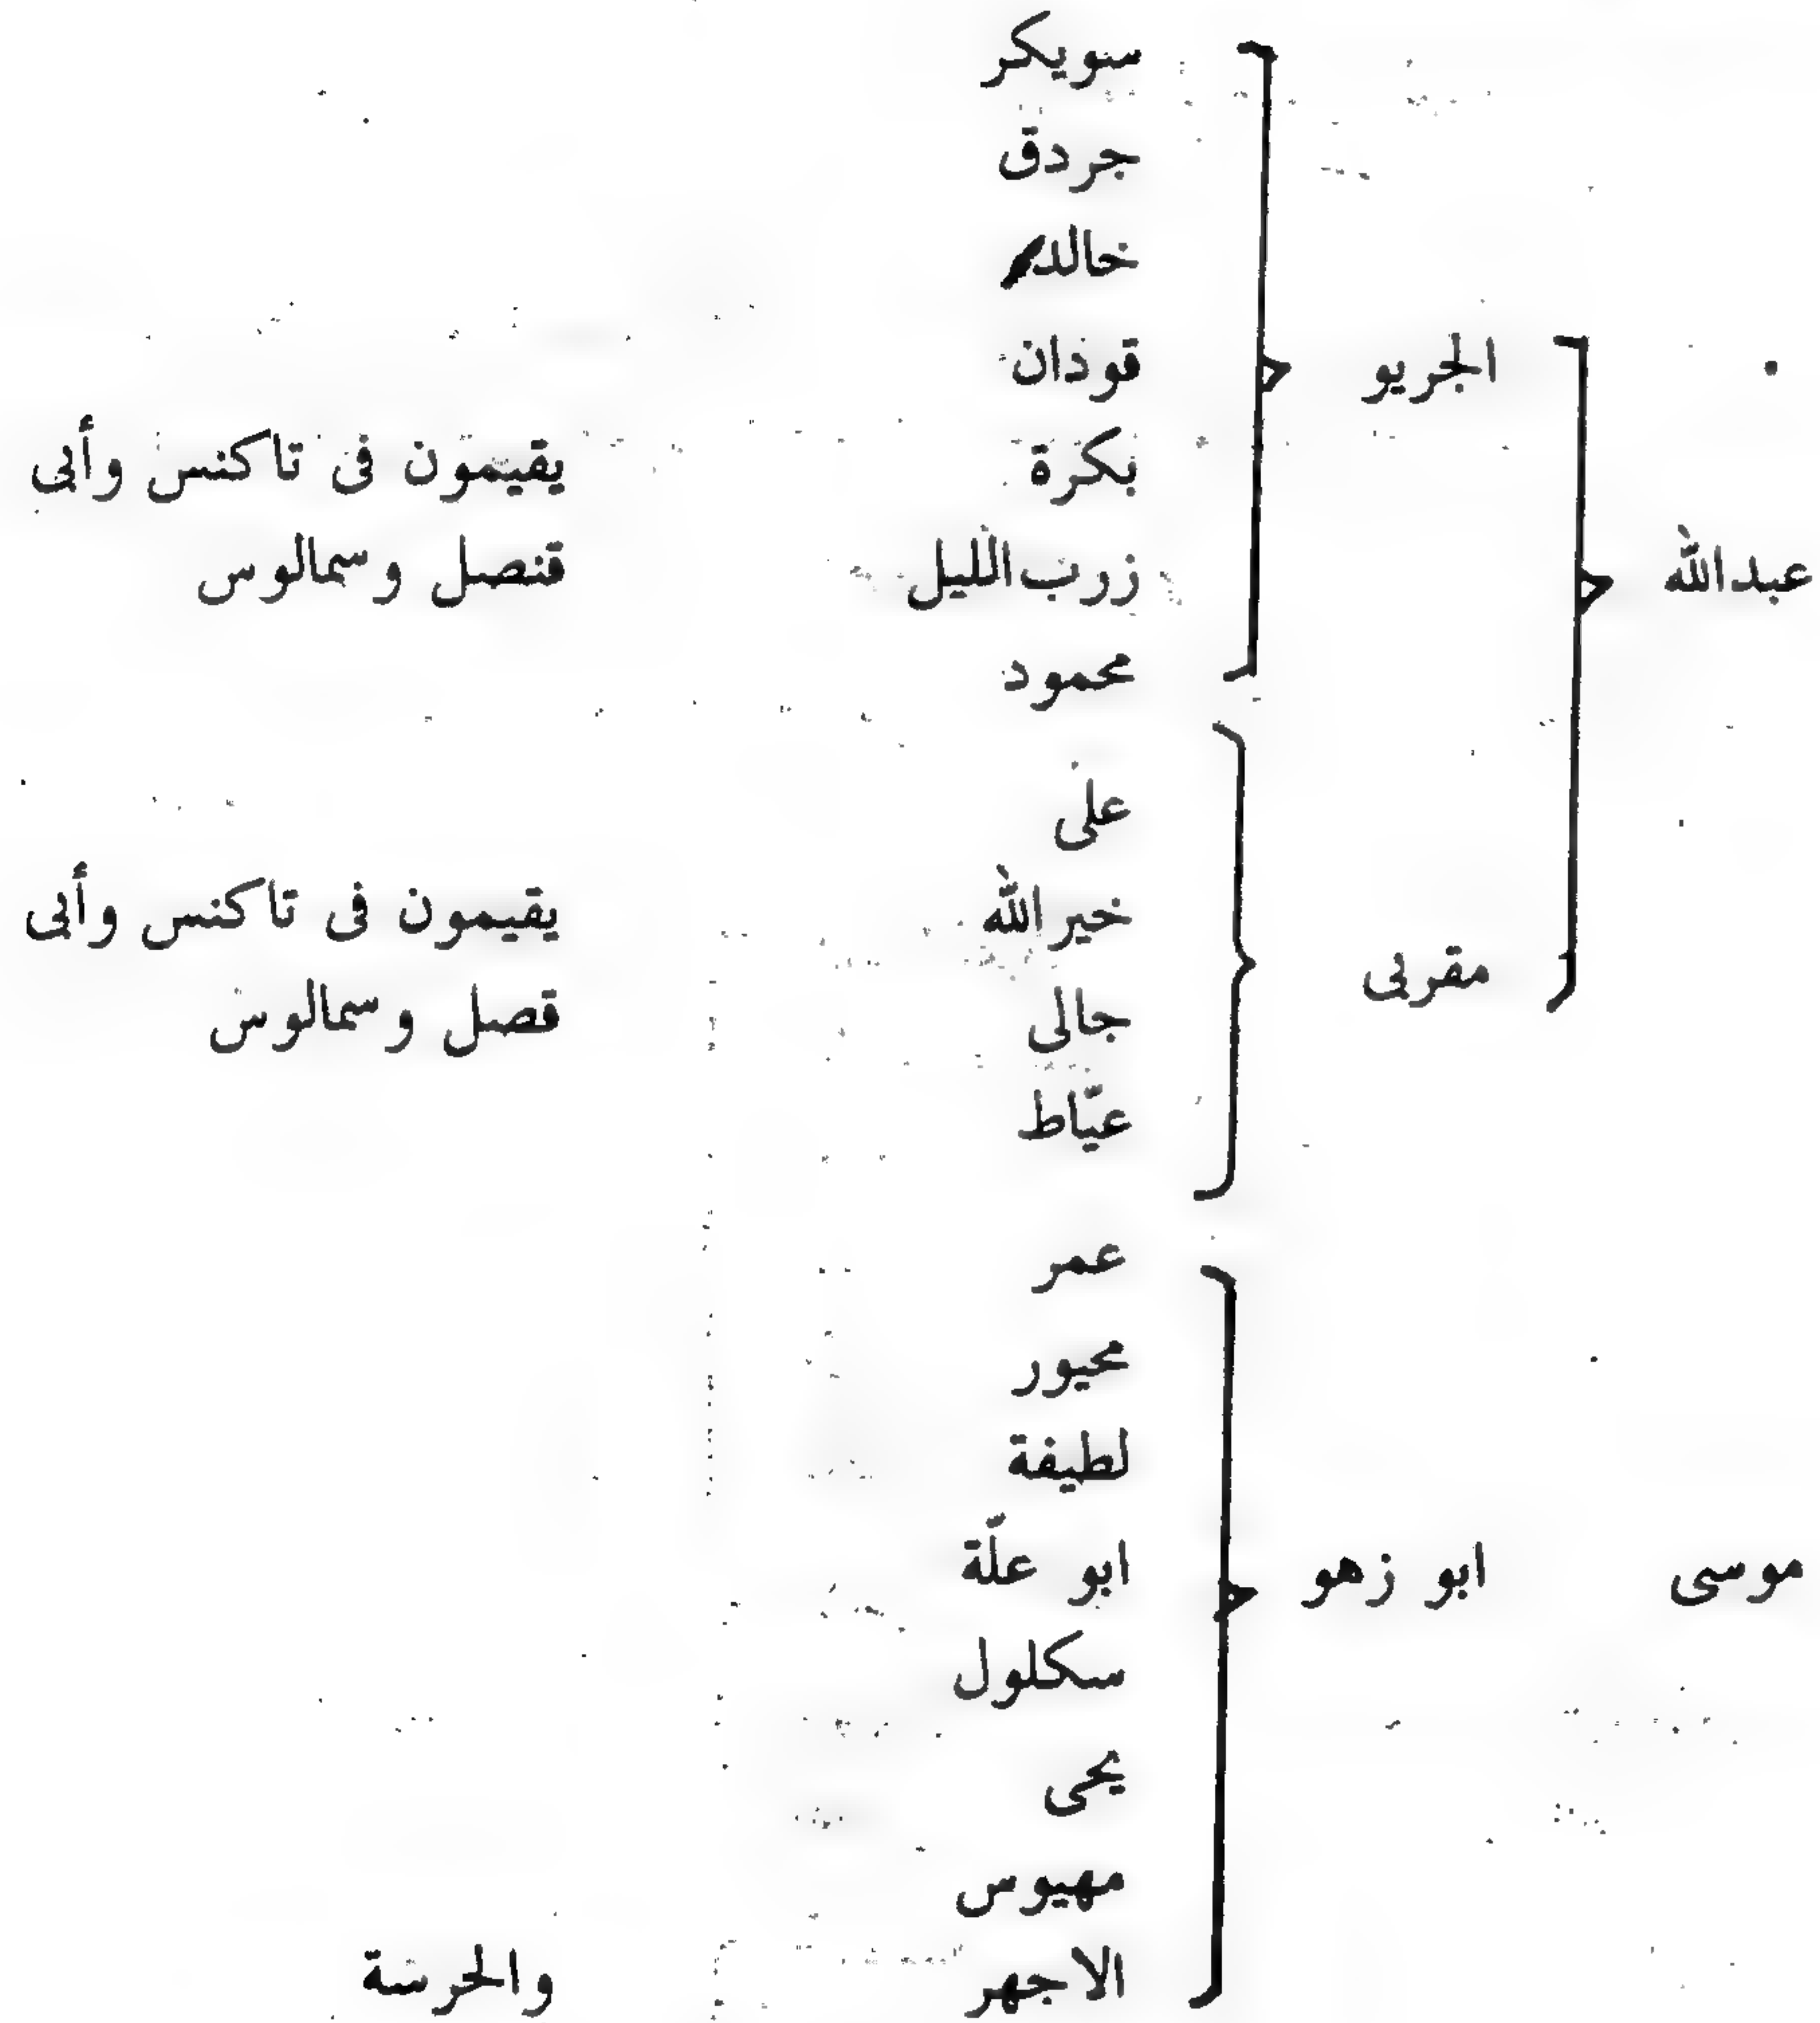 سويكر
جردق
خالد
الجريو قوذان
بكرة يقيمون فى تاكنس وأبى
عبدالله زرب الليل قنصل وسمالوس
محمود
على
خيرالله يقيمون فى تاكنس وأبى
مقربى
جالى قصل وسمالوس
عيّاط
عمر
محيور
لطيفة
موسى ابو زهو ابو علّة
سكلول
يحى
مهيوس
الاجهر والحرسة